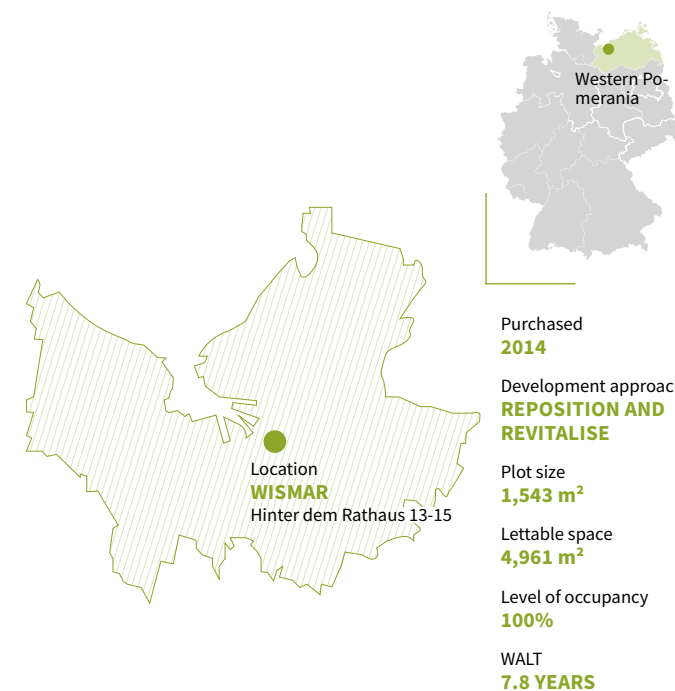 Western Po-
merania
Location
WISMAR
Hinter dem Rathaus 13-15
Purchased
2014
Development approach
REPOSITION AND
REVITALISE
Plot size
1,543 m²
Lettable space
4,961 m²
Level of occupancy
100%
WALT
7.8 YEARS